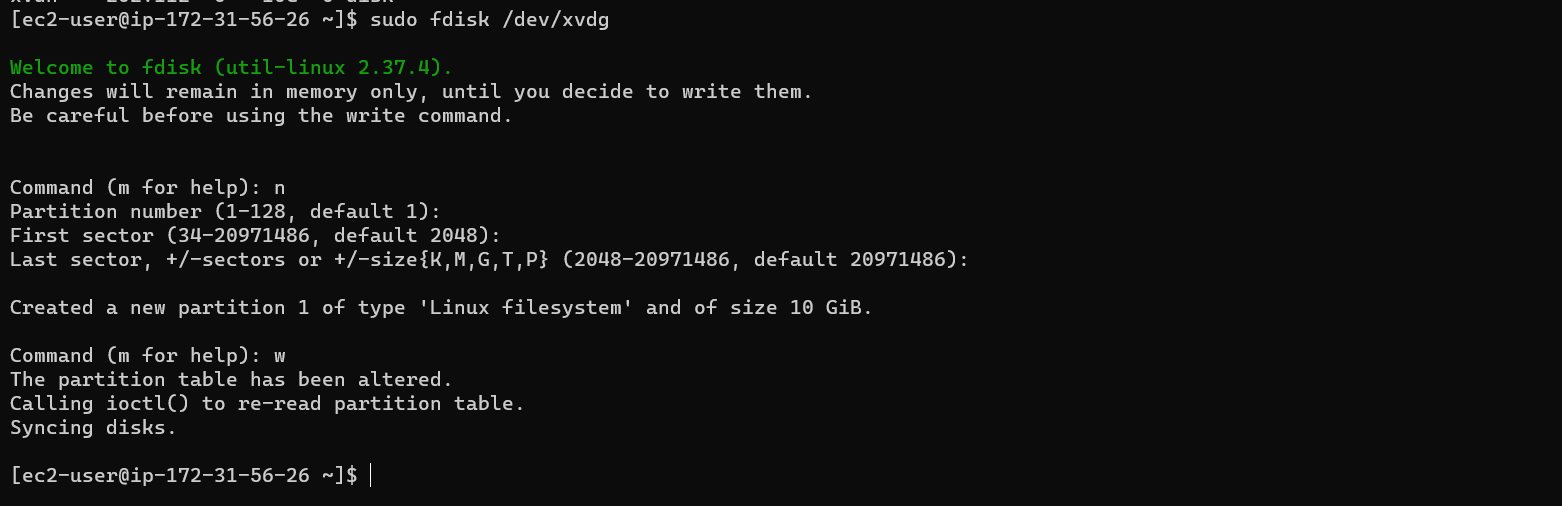 [ec2-user@ip-172-31-56-26 ~]$ sudo fdisk /dev/xvdg
Welcome to fdisk (util-linux 2.37.4).
Changes will remain in memory only, until you decide to write them.
Be careful before using the write command.
Command (m for help): n
Partition number (1-128, default 1):
First sector (34-20971486, default 2048):
Last sector, +/-sectors or +/-size{K,M,G,T,P} (2048-20971486, default 20971486):
Created a new partition 1 of type 'Linux filesystem' and of size 10 GiB.
Command (m for help): w
The partition table has been altered.
Calling ioctl() to re-read partition table.
Syncing disks.
[ec2-user@ip-172-31-56-26 ~]$